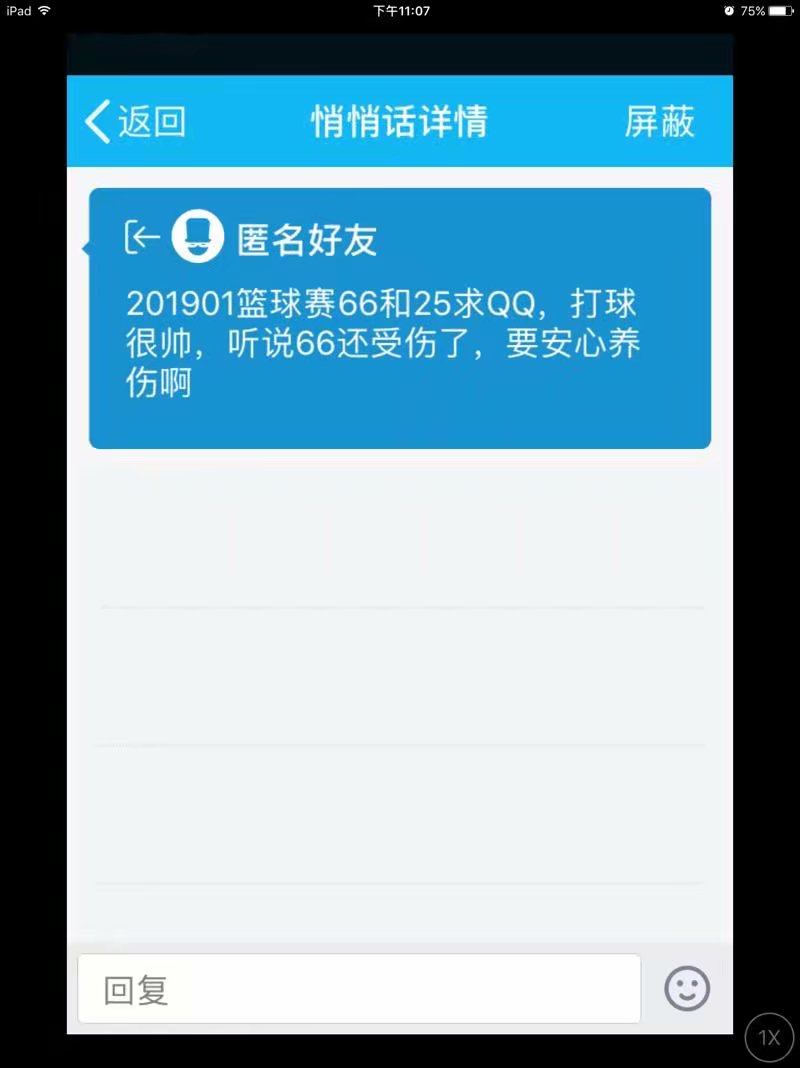 iPad 下午11:07 75%
返回 悄悄话详情 屏蔽
匿名好友
201901篮球赛66和25求QQ，打球
很帅，听说66还受伤了，要安心养
伤啊
回复
1X